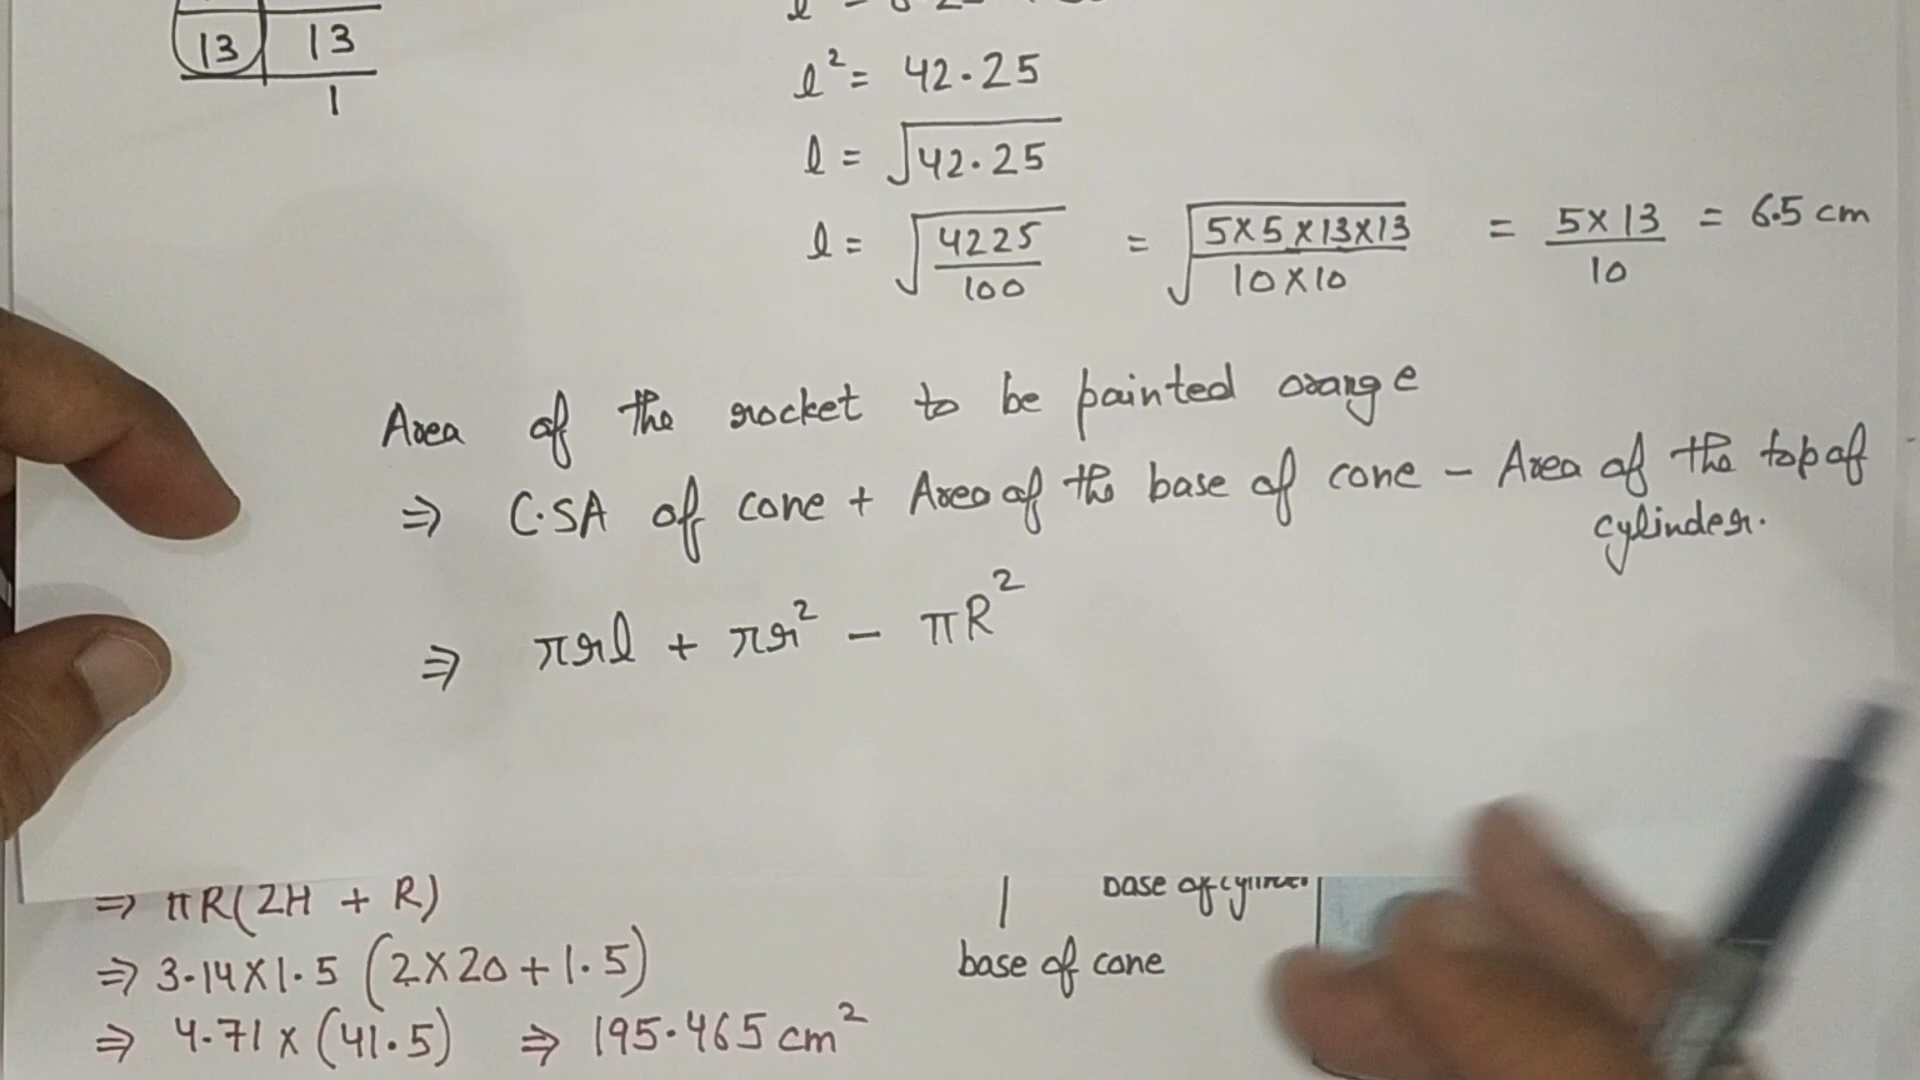 13 | 13
1
l² = 42.25
l = √42.25
l = √(4225/100) = √(5×5×13×13/10×10) = 5×13/10 = 6.5 cm
Area of the rocket to be painted orange
⇒ C.SA of cone + Area of the base of cone - Area of the top of
cylinder.
⇒ πrl + πr² - πR²
⇒ πR(2H + R)
⇒ 3.14×1.5 (2×20+1.5)
⇒ 4.71×(41.5) ⇒ 195.465 cm²
base of cylinder
base of cone